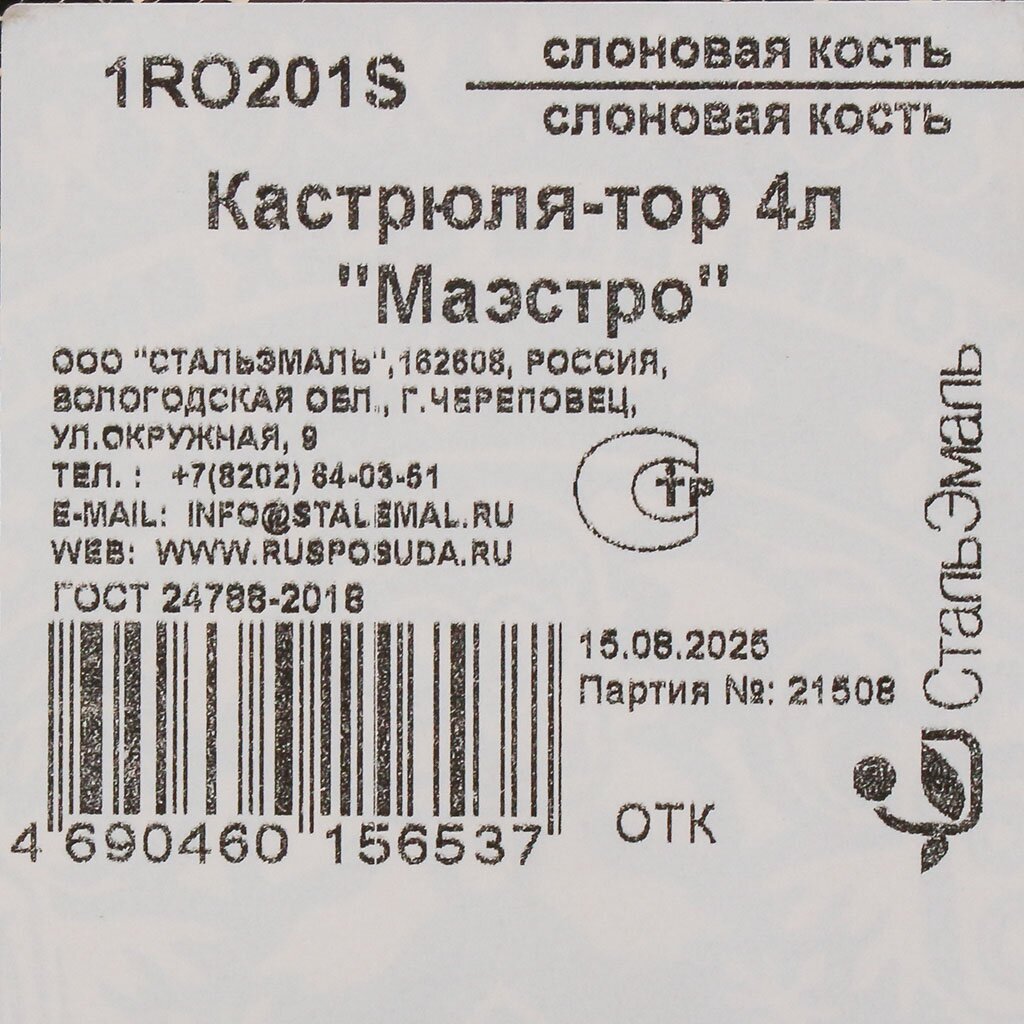 1RO201S
слоновая кость
слоновая кость
Кастрюля-тор 4л
"Маэстро"
ООО "СТАЛЬЭМАЛЬ",162608, РОССИЯ,
ВОЛОГОДСКАЯ ОБЛ., Г.ЧЕРЕПОВЕЦ,
УЛ.ОКРУЖНАЯ, 9
ТЕЛ. : +7(8202) 64-03-61
E-MAIL: INFO@STALEMAL.RU
WEB: WWW.RUSPOSUDA.RU
ГОСТ 24788-2018
15.08.2025
Партия №: 21508
ОТК
4 690460 156537
СтальЭмаль